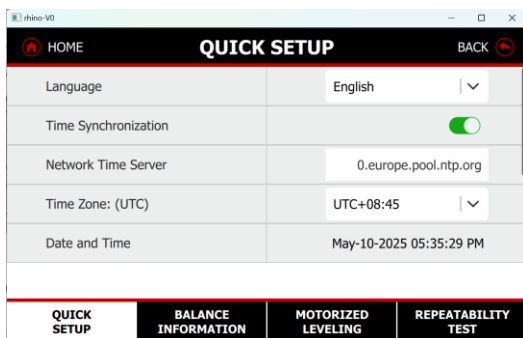 rhino-V0
HOME
QUICK SETUP
BACK
Language
English
Time Synchronization
Network Time Server
0.europe.pool.ntp.org
Time Zone: (UTC)
UTC+08:45
Date and Time
May-10-2025 05:35:29 PM
QUICK
SETUP
BALANCE
INFORMATION
MOTORIZED
LEVELING
REPEATABILITY
TEST